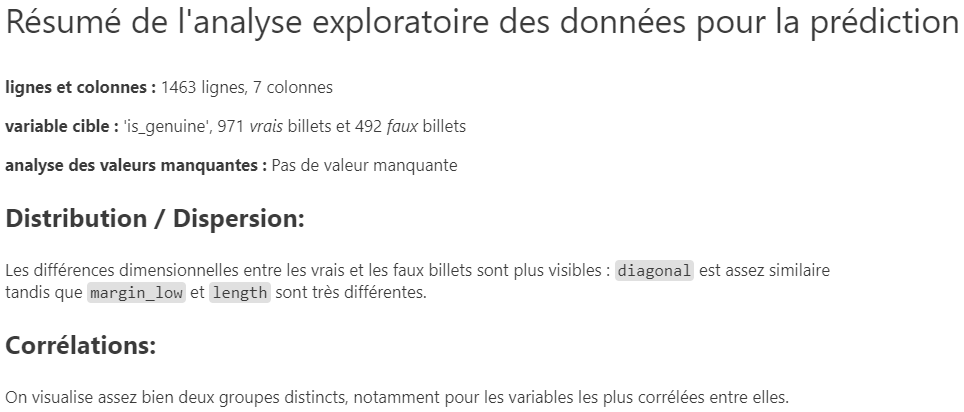 Résumé de l'analyse exploratoire des données pour la prédiction
lignes et colonnes : 1463 lignes, 7 colonnes
variable cible : 'is_genuine', 971 vrais billets et 492 faux billets
analyse des valeurs manquantes : Pas de valeur manquante
Distribution / Dispersion:
Les différences dimensionnelles entre les vrais et les faux billets sont plus visibles : diagonal est assez similaire
tandis que margin_low et length sont très différentes.
Corrélations:
On visualise assez bien deux groupes distincts, notamment pour les variables les plus corrélées entre elles.